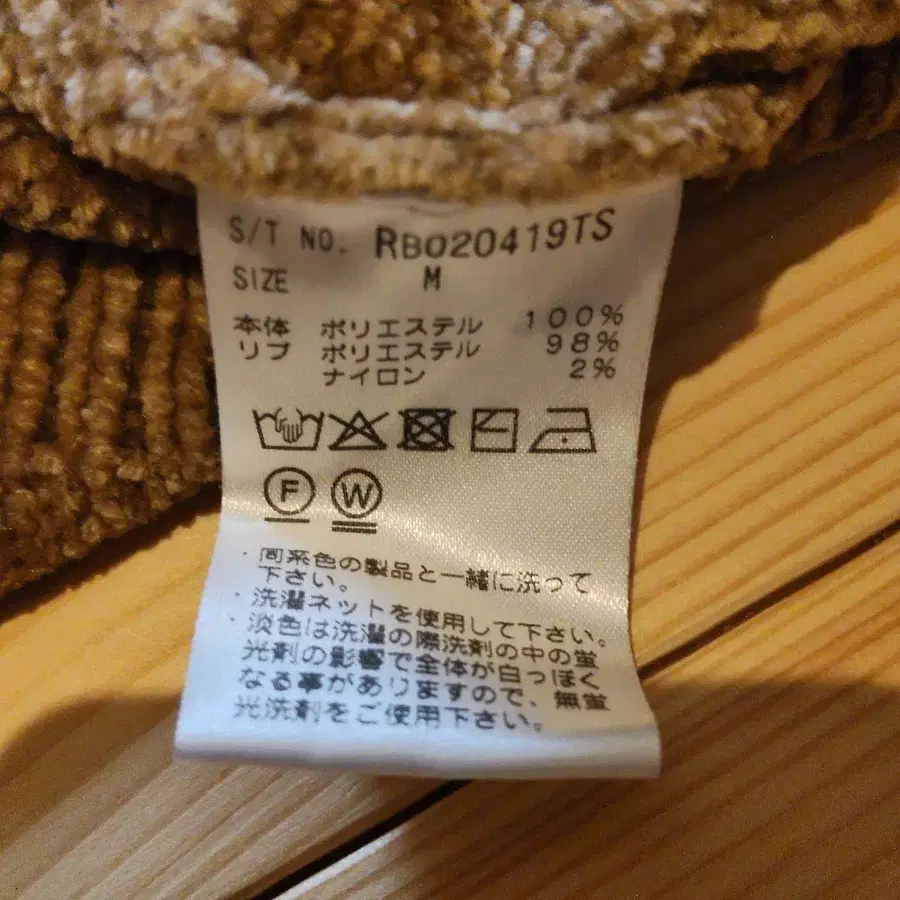 S/T NO. RB020419TS
SIZE M
本体 ポリエステル 100%
リブ ポリエステル 98%
ナイロン 2%
F W
・同系色の製品と一緒に洗って
下さい。
・洗濯ネットを使用して下さい。
・淡色は洗濯の際洗剤の中の蛍
光剤の影響で全体が白っぽく
なる事がありますので、無蛍
光洗剤をご使用下さい。